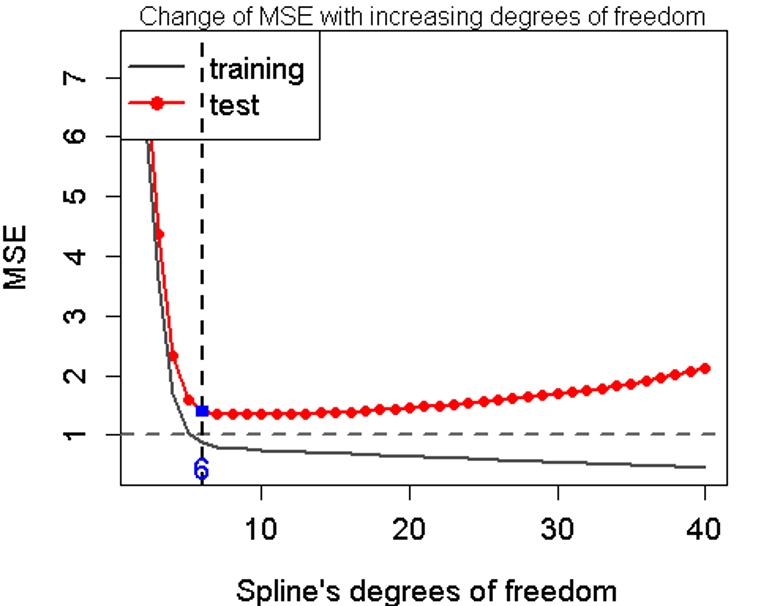 Change of MSE with increasing degrees of freedom
training
test
7
6
5
4
3
2
1
MSE
6
10 20 30 40
Spline's degrees of freedom